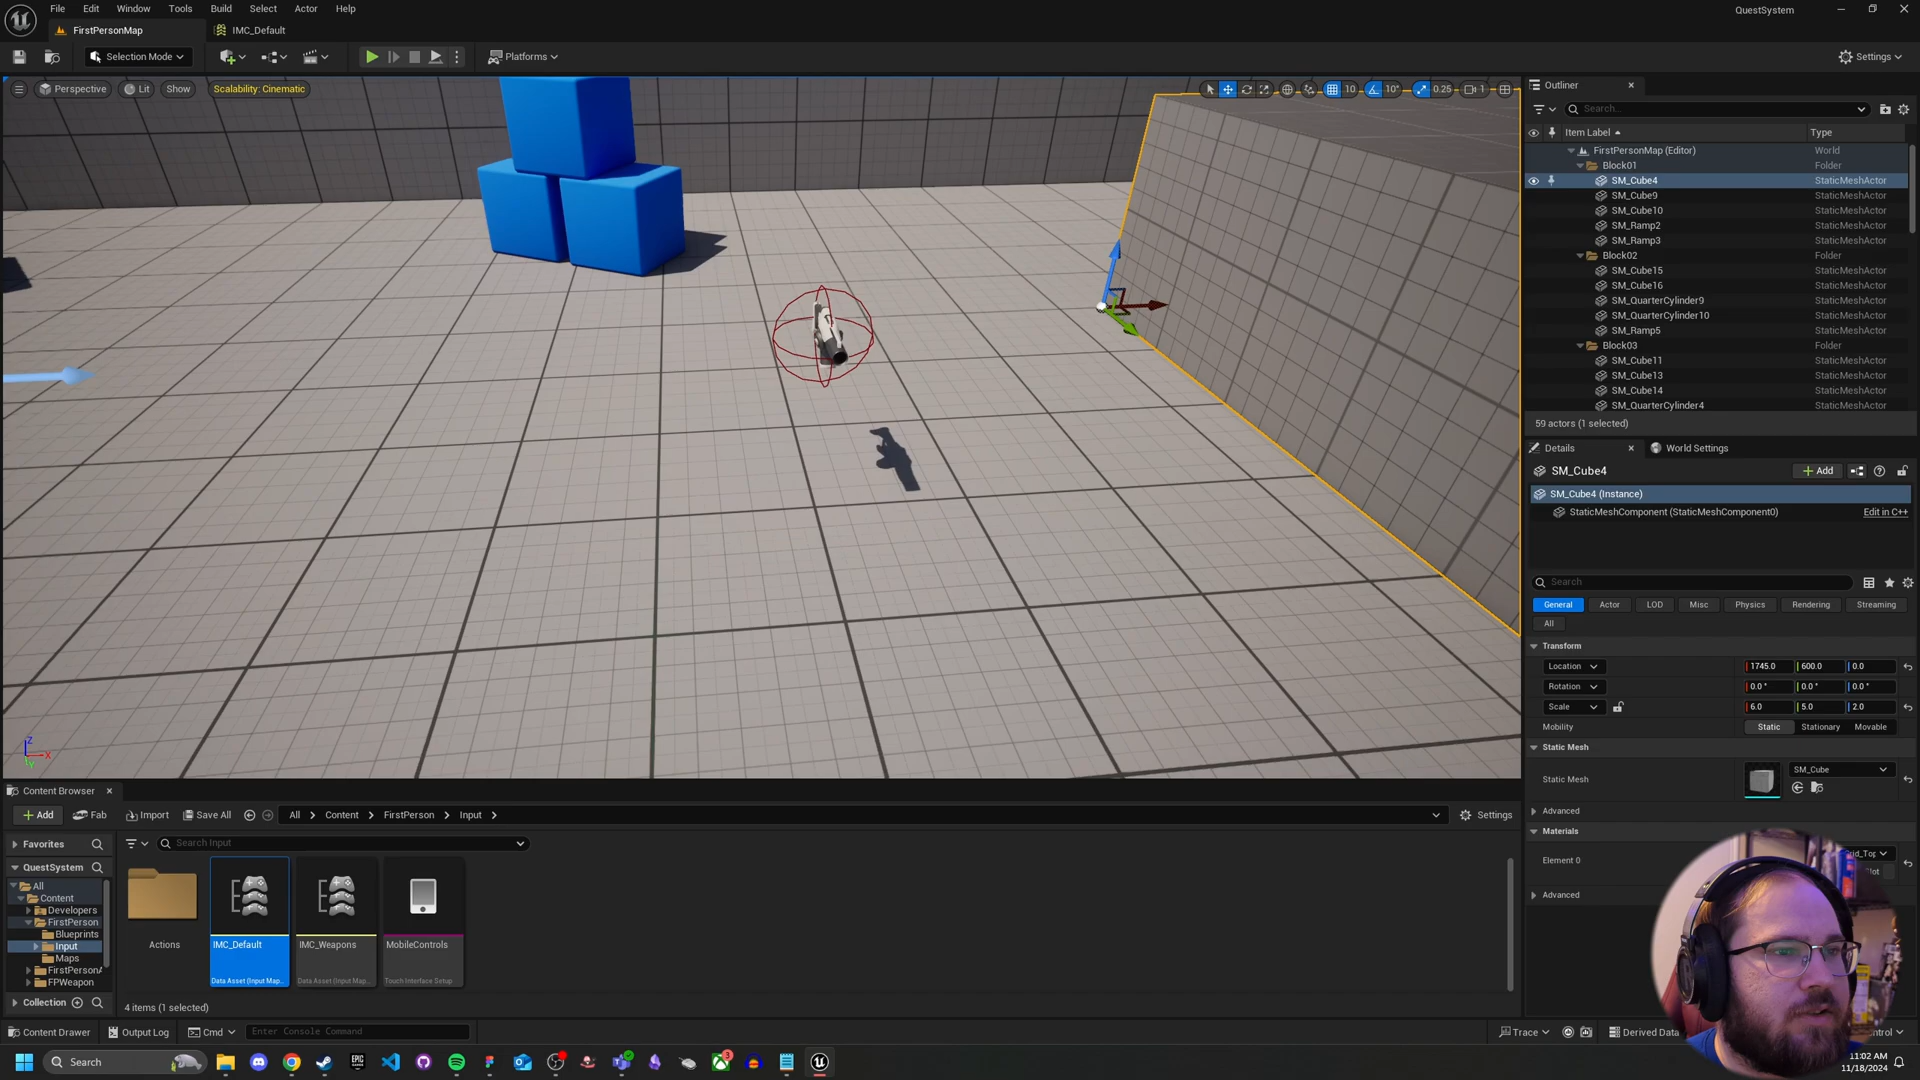 File Edit Window Tools Build Select Actor Help
QuestSystem
FirstPersonMap
IMC_Default
Selection Mode
Platforms
Settings
Perspective
Lit
Show
Scalability: Cinematic
10
10°
0.25
1
Outliner
Search...
Item Label
Type
FirstPersonMap (Editor) World
Block01 Folder
SM_Cube4 StaticMeshActor
SM_Cube9 StaticMeshActor
SM_Cube10 StaticMeshActor
SM_Ramp2 StaticMeshActor
SM_Ramp3 StaticMeshActor
Block02 Folder
SM_Cube15 StaticMeshActor
SM_Cube16 StaticMeshActor
SM_QuarterCylinder9 StaticMeshActor
SM_QuarterCylinder10 StaticMeshActor
SM_Ramp5 StaticMeshActor
Block03 Folder
SM_Cube11 StaticMeshActor
SM_Cube13 StaticMeshActor
SM_Cube14 StaticMeshActor
SM_QuarterCylinder4 StaticMeshActor
59 actors (1 selected)
Details
World Settings
SM_Cube4
Add
SM_Cube4 (Instance)
StaticMeshComponent (StaticMeshComponent0) Edit in C++
Search
General Actor LOD Misc Physics Rendering Streaming
All
Transform
Location 1745.0 600.0 0.0
Rotation 0.0 ° 0.0 ° 0.0 °
Scale 6.0 5.0 2.0
Mobility Static Stationary Movable
Static Mesh
Static Mesh SM_Cube
Advanced
Materials
Element 0
Advanced
Z
X
Y
Content Browser
Add
Fab
Import
Save All
All > Content > FirstPerson > Input >
Settings
Favorites
QuestSystem
All
Content
Developers
FirstPerson
Blueprints
Input
Maps
FirstPersonA
FPWeapon
Collection
Search Input
Actions
IMC_Default
Data Asset (Input Map...
IMC_Weapons
Data Asset (Input Map...
MobileControls
Touch Interface Setup
4 items (1 selected)
Content Drawer
Output Log
Cmd
Enter Console Command
Trace
Derived Data
Search
3
11:02 AM
11/18/2024